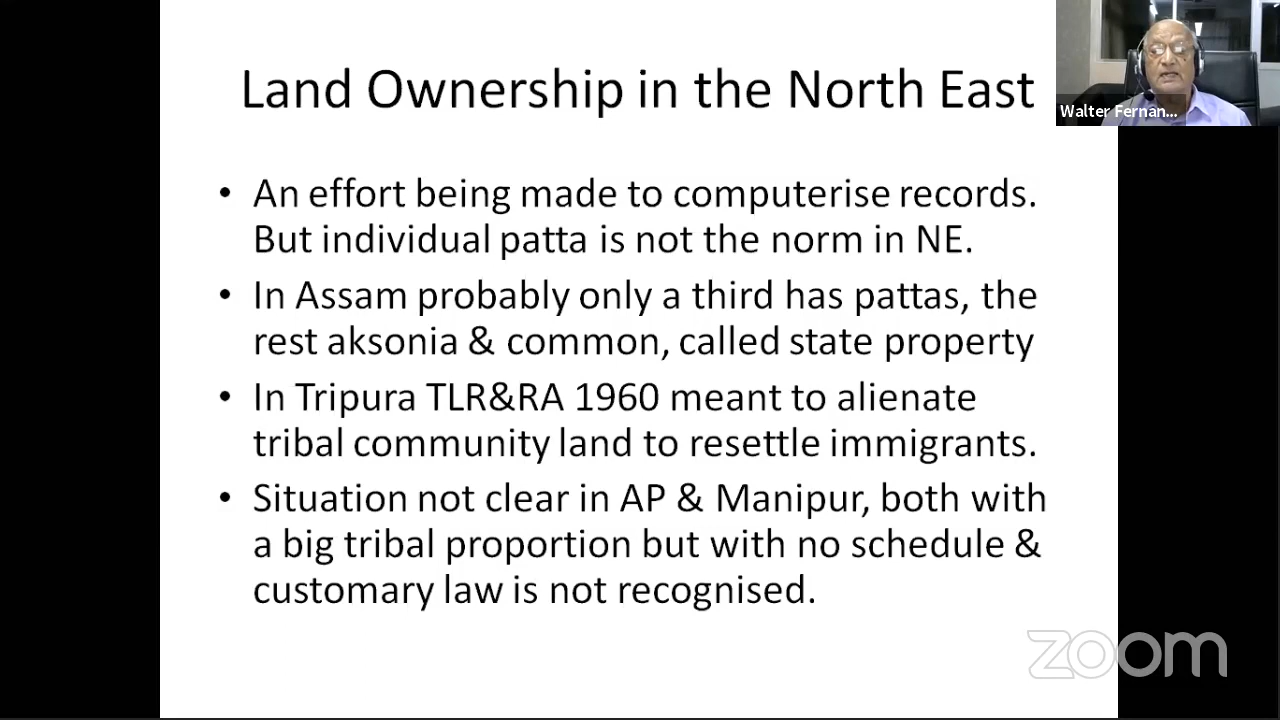 Land Ownership in the North East
Walter Fernan...
• An effort being made to computerise records.
But individual patta is not the norm in NE.
• In Assam probably only a third has pattas, the
rest aksonia & common, called state property
• In Tripura TLR&RA 1960 meant to alienate
tribal community land to resettle immigrants.
• Situation not clear in AP & Manipur, both with
a big tribal proportion but with no schedule &
customary law is not recognised.
zoom